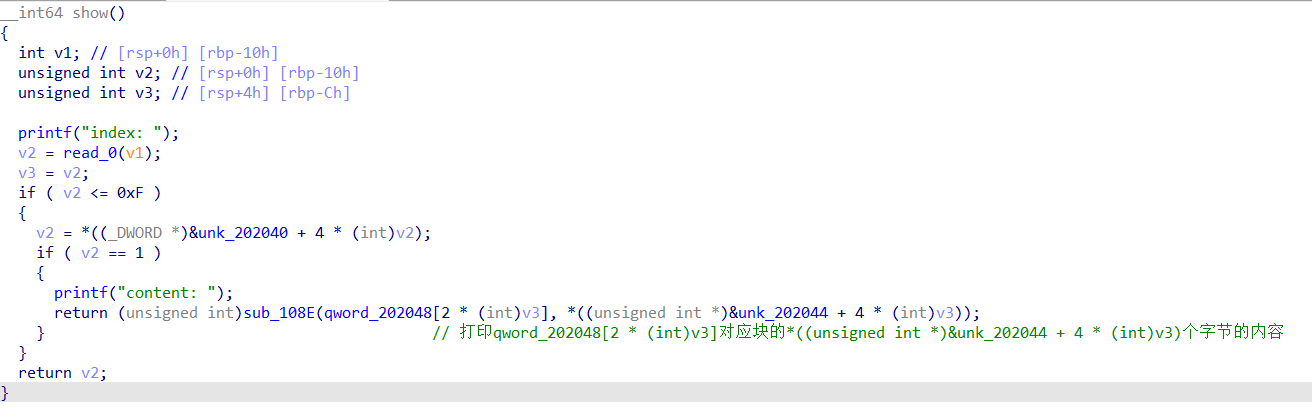 __int64 show()
{
  int v1; // [rsp+0h] [rbp-10h]
  unsigned int v2; // [rsp+0h] [rbp-10h]
  unsigned int v3; // [rsp+4h] [rbp-Ch]
  printf("index: ");
  v2 = read_0(v1);
  v3 = v2;
  if ( v2 <= 0xF )
  {
    v2 = *((_DWORD *)&unk_202040 + 4 * (int)v2);
    if ( v2 == 1 )
    {
      printf("content: ");
      return (unsigned int)sub_108E(qword_202048[2 * (int)v3], *((unsigned int *)&unk_202044 + 4 * (int)v3));
    } // 打印qword_202048[2 * (int)v3]对应块的*((unsigned int *)&unk_202044 + 4 * (int)v3)个字节的内容
  }
  return v2;
}